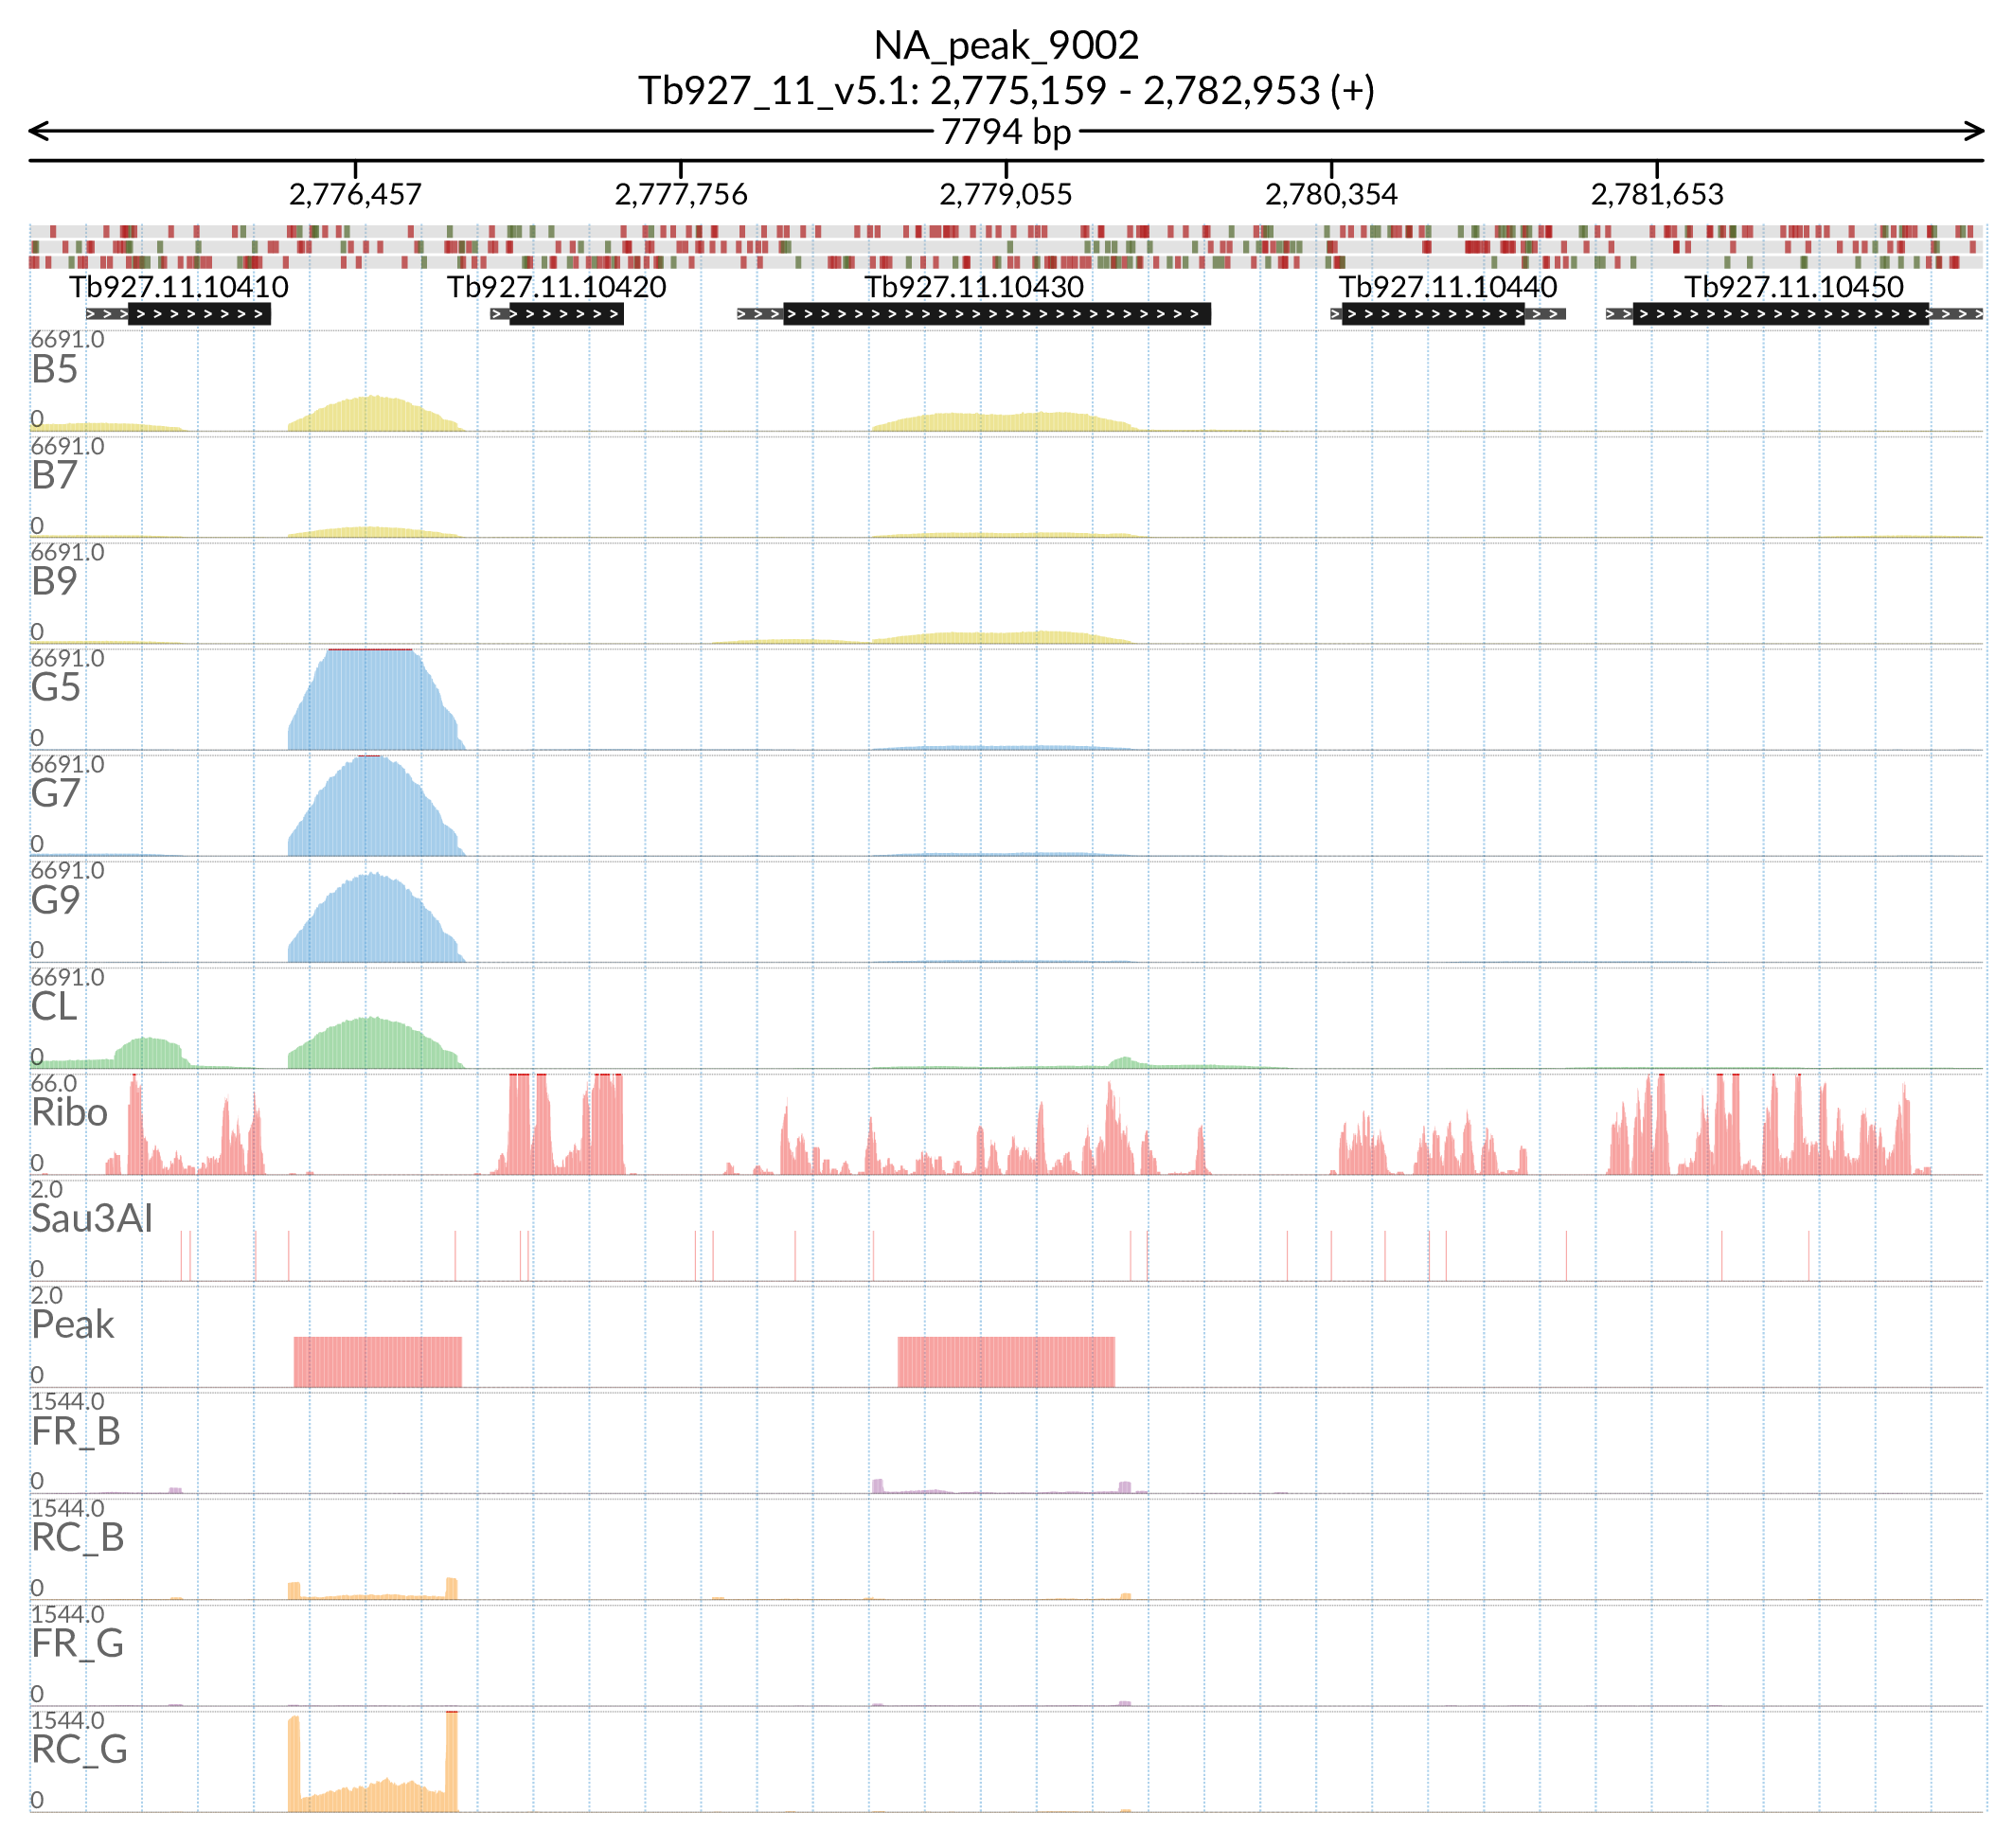 NA_peak_9002
Tb927_11_v5.1: 2,775,159 - 2,782,953 (+)
7794 bp
2,776,457 2,777,756 2,779,055 2,780,354 2,781,653
Tb927.11.10410 Tb927.11.10420 Tb927.11.10430 Tb927.11.10440 Tb927.11.10450
6691.0
B5
0
6691.0
B7
0
6691.0
B9
0
6691.0
G5
0
6691.0
G7
0
6691.0
G9
0
6691.0
CL
0
66.0
Ribo
0
2.0
Sau3AI
0
2.0
Peak
0
1544.0
FR_B
0
1544.0
RC_B
0
1544.0
FR_G
0
1544.0
RC_G
0